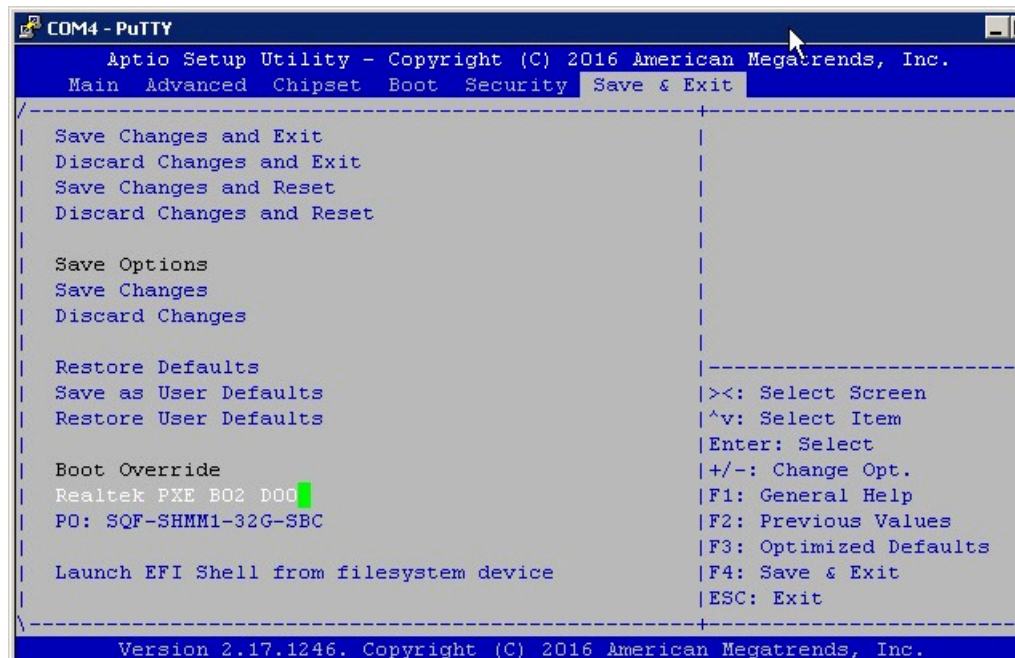 COM4 - PuTTY
Aptio Setup Utility - Copyright (C) 2016 American Megatrends, Inc.
Main Advanced Chipset Boot Security Save & Exit
Save Changes and Exit
Discard Changes and Exit
Save Changes and Reset
Discard Changes and Reset
Save Options
Save Changes
Discard Changes
Restore Defaults
Save as User Defaults
Restore User Defaults
Boot Override
Realtek PXE B02 D00
P0: SQF-SHMM1-32G-SBC
Launch EFI Shell from filesystem device
><: Select Screen
^v: Select Item
Enter: Select
+/-: Change Opt.
F1: General Help
F2: Previous Values
F3: Optimized Defaults
F4: Save & Exit
ESC: Exit
Version 2.17.1246. Copyright (C) 2016 American Megatrends, Inc.